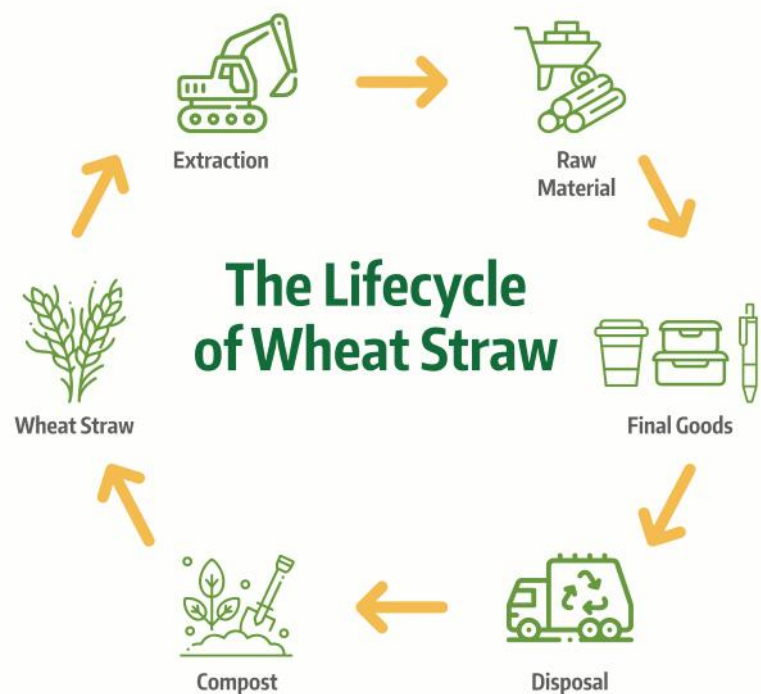 Extraction
Raw
Material
The Lifecycle
of Wheat Straw
Wheat Straw
Final Goods
Compost
Disposal